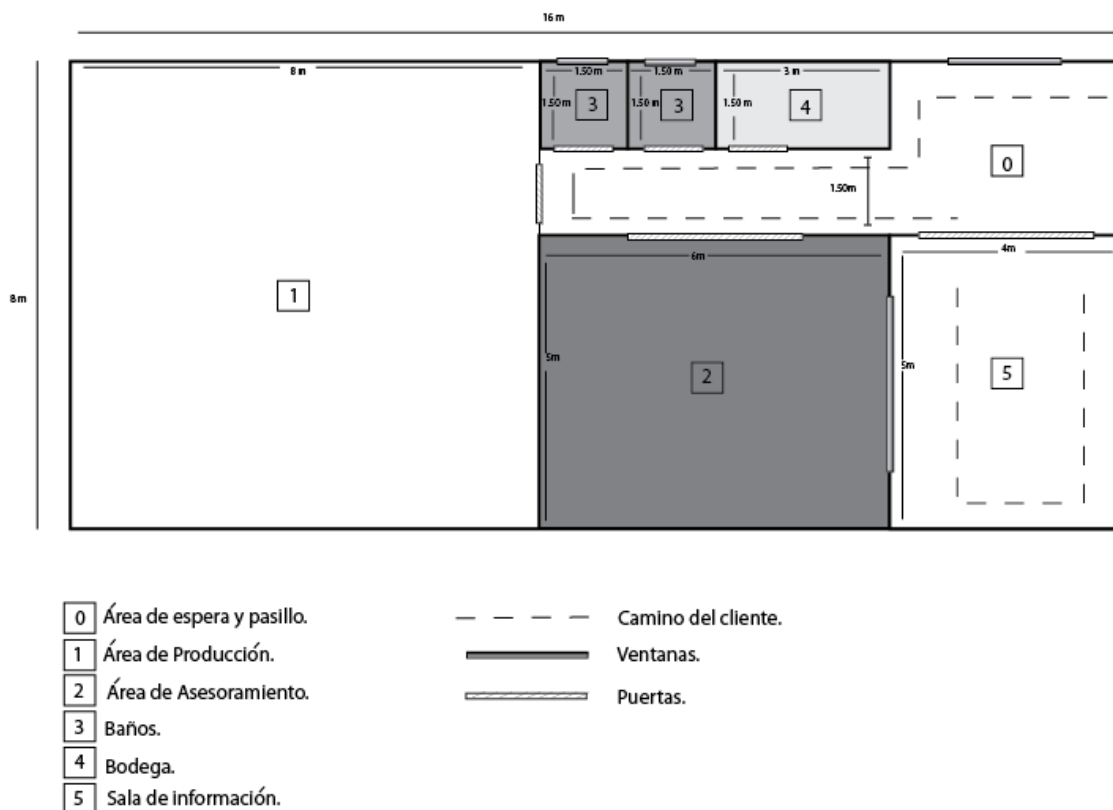 16 m
8 m
1.50 m
1.50 m
3 m
1.50 m
3
1.50 m
3
1.50 m
4
0
1.50m
6m
4m
8 m
1
5m
2
5m
5
0 Área de espera y pasillo.
1 Área de Producción.
2 Área de Asesoramiento.
3 Baños.
4 Bodega.
5 Sala de información.
Camino del cliente.
Ventanas.
Puertas.